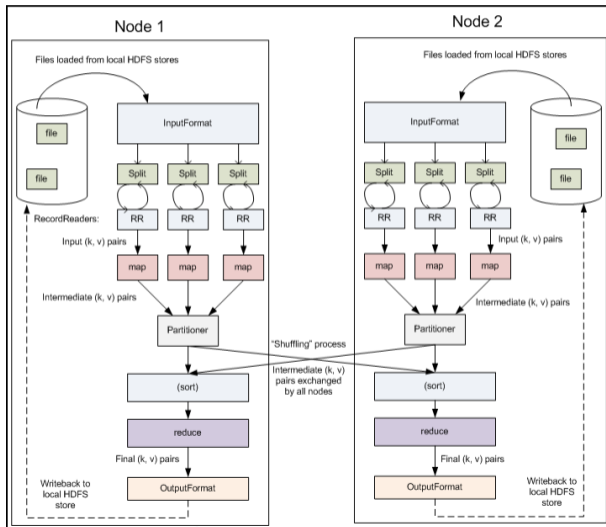 Node 1
Files loaded from local HDFS stores
file
file
InputFormat
Split
Split
Split
RecordReaders:
RR
RR
RR
Input (k, v) pairs
map
map
map
Intermediate (k, v) pairs
Partitioner
(sort)
reduce
Final (k, v) pairs
Writeback to
local HDFS
store
OutputFormat
"Shuffling" process
Intermediate (k, v)
pairs exchanged
by all nodes
Node 2
Files loaded from local HDFS stores
InputFormat
file
file
Split
Split
Split
RR
RR
RR
Input (k, v) pairs
map
map
map
Intermediate (k, v) pairs
Partitioner
(sort)
reduce
Final (k, v) pairs
Writeback to
local HDFS
store
OutputFormat